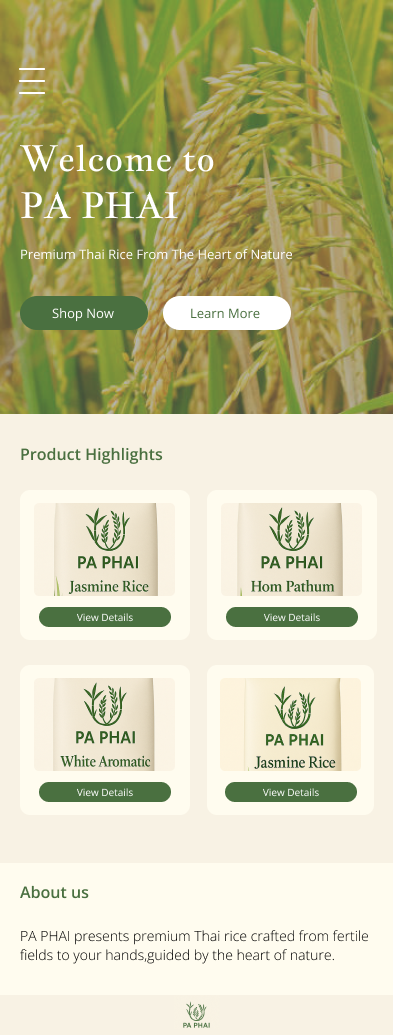 Welcome to
PA PHAI
Premium Thai Rice From The Heart of Nature
Shop Now
Learn More
Product Highlights
PA PHAI
Jasmine Rice
View Details
PA PHAI
Hom Pathum
View Details
PA PHAI
White Aromatic
View Details
PA PHAI
Jasmine Rice
View Details
About us
PA PHAI presents premium Thai rice crafted from fertile
fields to your hands,guided by the heart of nature.
PA PHAI